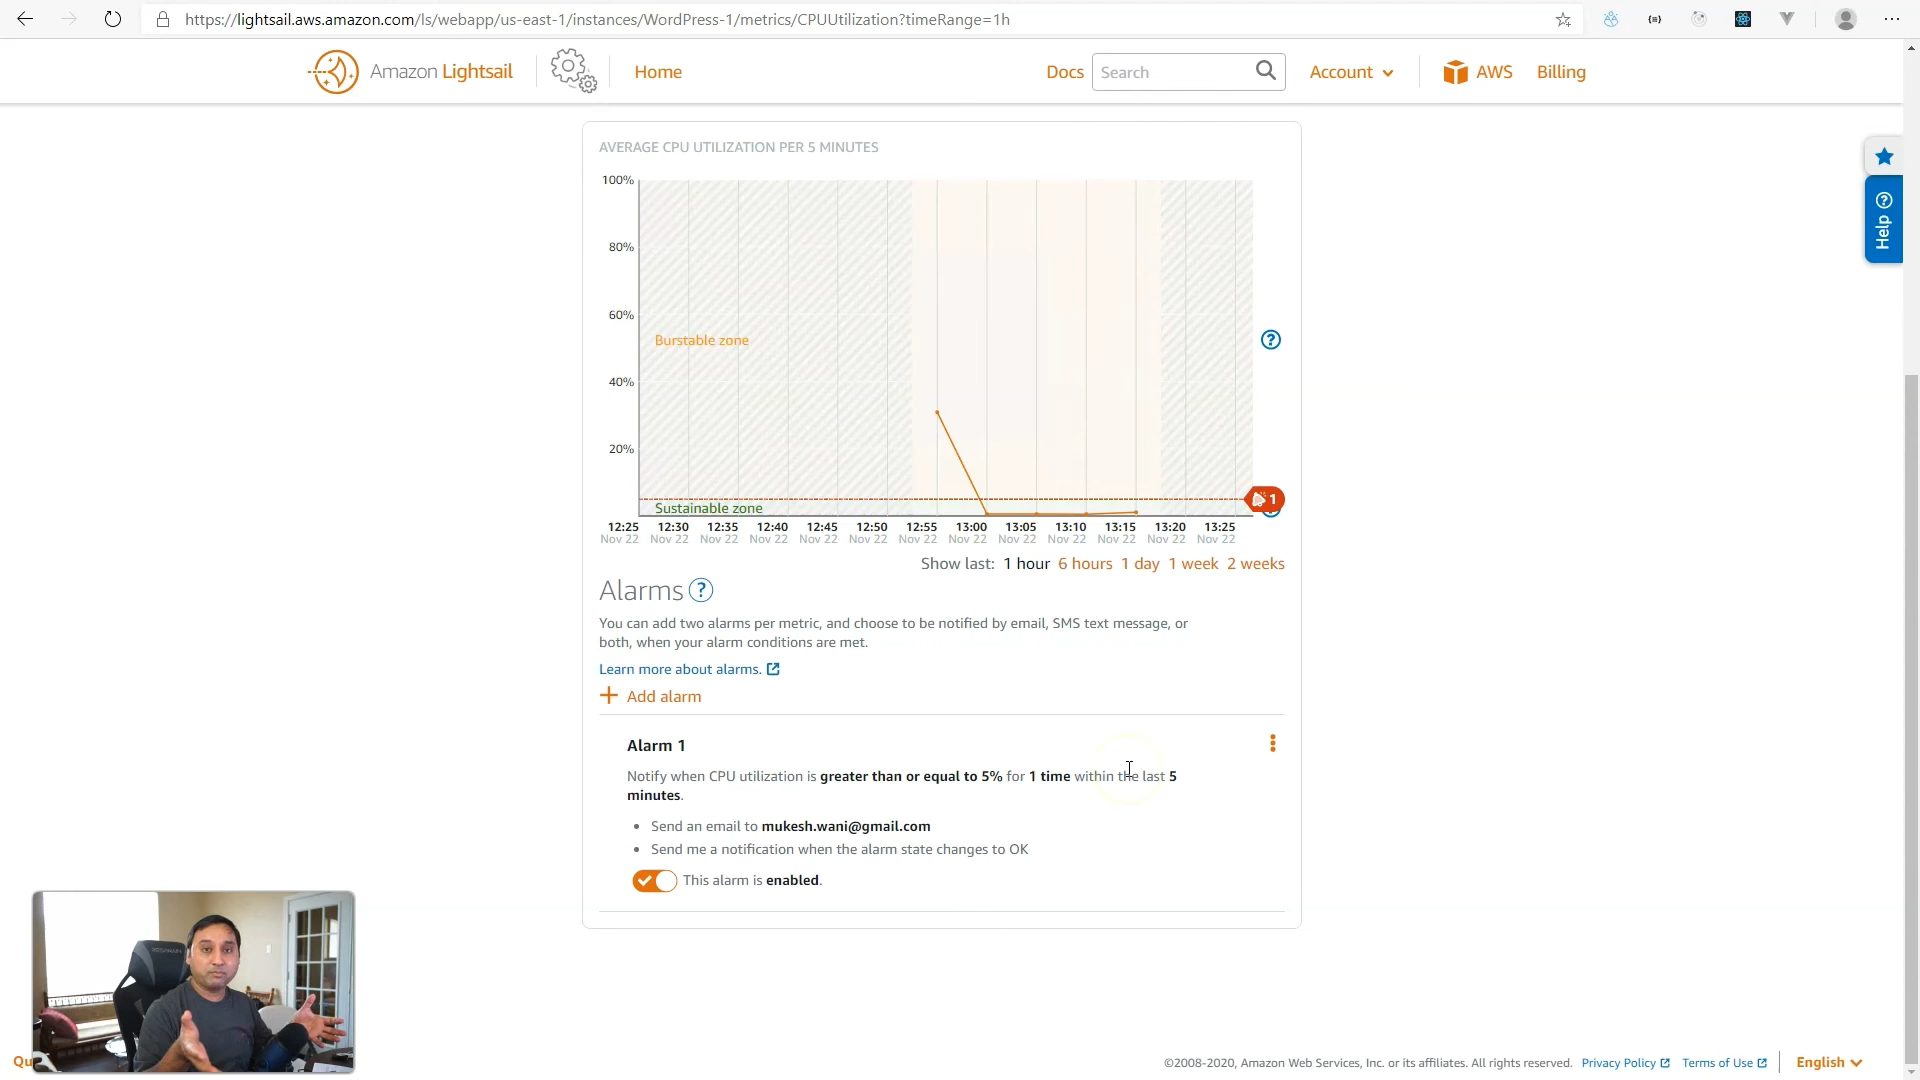 https://lightsail.aws.amazon.com/ls/webapp/us-east-1/instances/WordPress-1/metrics/CPUUtilization?timeRange=1h
Amazon Lightsail
Home
Docs
Search
Account
AWS
Billing
AVERAGE CPU UTILIZATION PER 5 MINUTES
100%
80%
60%
Burstable zone
40%
20%
1
Sustainable zone
12:25 12:30 12:35 12:40 12:45 12:50 12:55 13:00 13:05 13:10 13:15 13:20 13:25
Nov 22 Nov 22 Nov 22 Nov 22 Nov 22 Nov 22 Nov 22 Nov 22 Nov 22 Nov 22 Nov 22 Nov 22 Nov 22
Show last: 1 hour 6 hours 1 day 1 week 2 weeks
Help ?
Alarms ?
You can add two alarms per metric, and choose to be notified by email, SMS text message, or
both, when your alarm conditions are met.
Learn more about alarms.
+ Add alarm
Alarm 1
Notify when CPU utilization is greater than or equal to 5% for 1 time within the last 5
minutes.
• Send an email to mukesh.wani@gmail.com
• Send me a notification when the alarm state changes to OK
This alarm is enabled.
Qu
©2008-2020, Amazon Web Services, Inc. or its affiliates. All rights reserved. Privacy Policy Terms of Use English